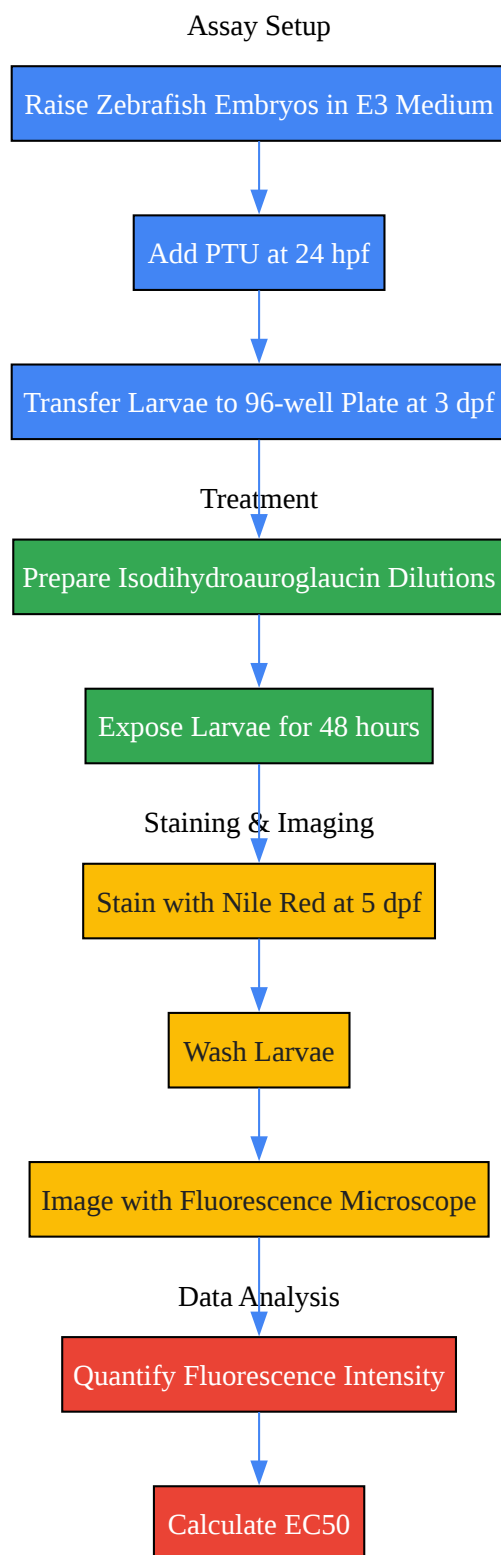 Assay Setup
Raise Zebrafish Embryos in E3 Medium
Add PTU at 24 hpf
Transfer Larvae to 96-well Plate at 3 dpf
Treatment
Prepare Isodihydroauroglaucin Dilutions
Expose Larvae for 48 hours
Staining & Imaging
Stain with Nile Red at 5 dpf
Wash Larvae
Image with Fluorescence Microscope
Data Analysis
Quantify Fluorescence Intensity
Calculate EC50